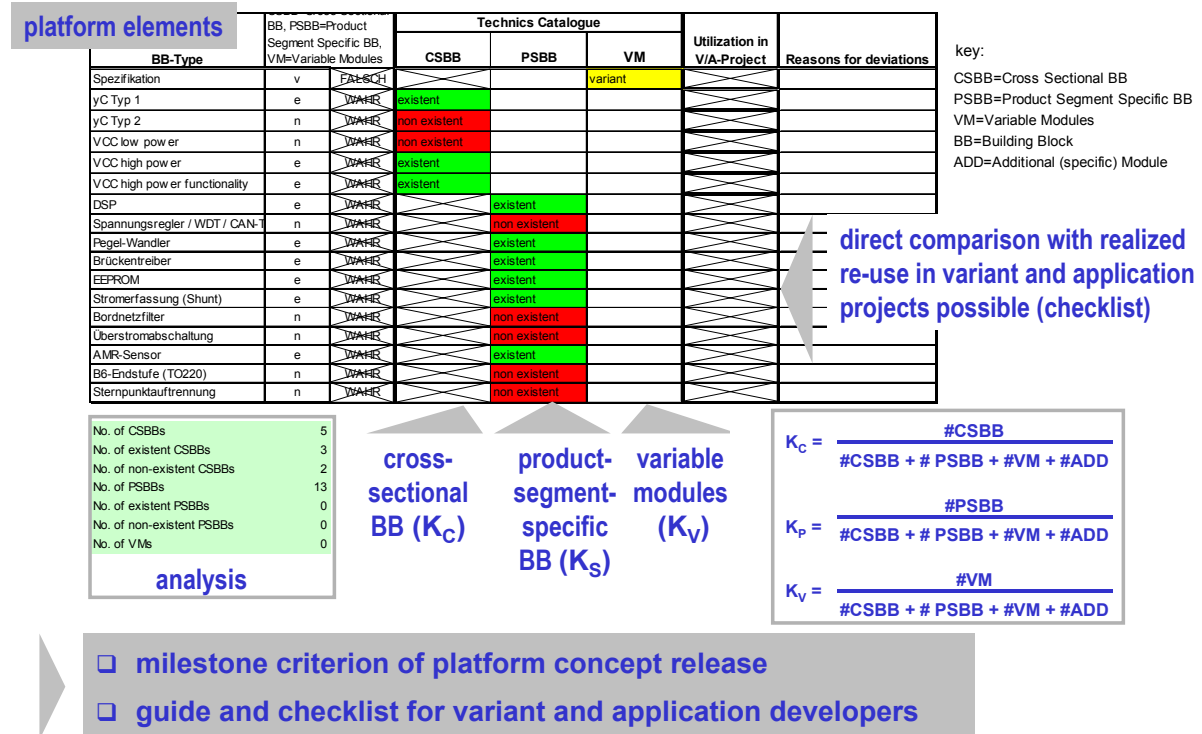 platform elements
BB, PSBB=Product
Segment Specific BB,
VM=Variable Modules
Technics Catalogue
BB-Type
CSBB
PSBB
VM
Utilization in
V/A-Project
Reasons for deviations
Spezifikation v FALSCH variant
yC Typ 1 e WAHR existent
yC Typ 2 n WAHR non existent
VCC low power n WAHR non existent
VCC high power e WAHR existent
VCC high power functionality e WAHR existent
DSP e WAHR existent
Spannungsregler / WDT / CAN-T n WAHR non existent
Pegel-Wandler e WAHR existent
Brückentreiber e WAHR existent
EEPROM e WAHR existent
Stromerfassung (Shunt) e WAHR existent
Bordnetzfilter n WAHR non existent
Überstromabschaltung n WAHR non existent
AMR-Sensor e WAHR existent
B6-Endstufe (TO220) n WAHR non existent
Sternpunktauftrennung n WAHR non existent
key:
CSBB=Cross Sectional BB
PSBB=Product Segment Specific BB
VM=Variable Modules
BB=Building Block
ADD=Additional (specific) Module
direct comparison with realized
re-use in variant and application
projects possible (checklist)
No. of CSBBs 5
No. of existent CSBBs 3
No. of non-existent CSBBs 2
No. of PSBBs 13
No. of existent PSBBs 0
No. of non-existent PSBBs 0
No. of VMs 0
analysis
cross-
sectional
BB (KC)
product-
segment-
specific
BB (KS)
variable
modules
(KV)
KC = #CSBB
#CSBB + # PSBB + #VM + #ADD
KP = #PSBB
#CSBB + # PSBB + #VM + #ADD
KV = #VM
#CSBB + # PSBB + #VM + #ADD
❑ milestone criterion of platform concept release
❑ guide and checklist for variant and application developers